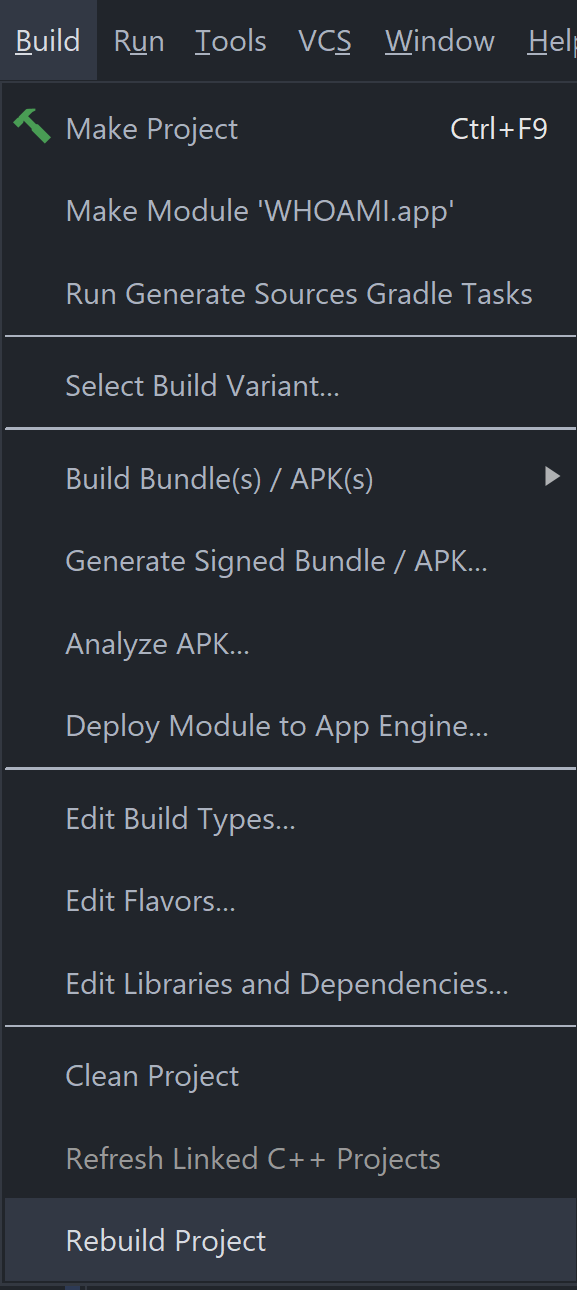 Build Run Tools VCS Window
Make Project Ctrl+F9
Make Module 'WHOAMI.app'
Run Generate Sources Gradle Tasks
Select Build Variant...
Build Bundle(s) / APK(s)
Generate Signed Bundle / APK...
Analyze APK...
Deploy Module to App Engine...
Edit Build Types...
Edit Flavors...
Edit Libraries and Dependencies...
Clean Project
Refresh Linked C++ Projects
Rebuild Project